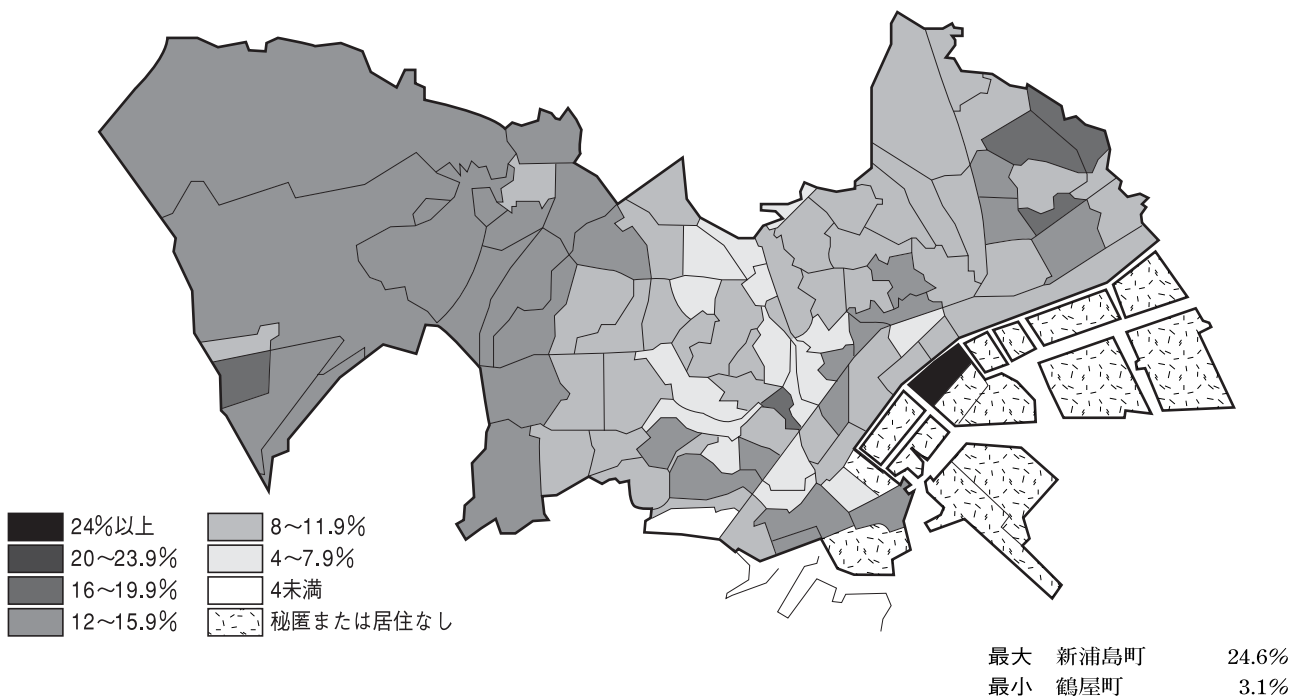 24%以上
20～23.9%
16～19.9%
12～15.9%
8～11.9%
4～7.9%
4未満
秘匿または居住なし
最大 新浦島町 24.6%
最小 鶴屋町 3.1%